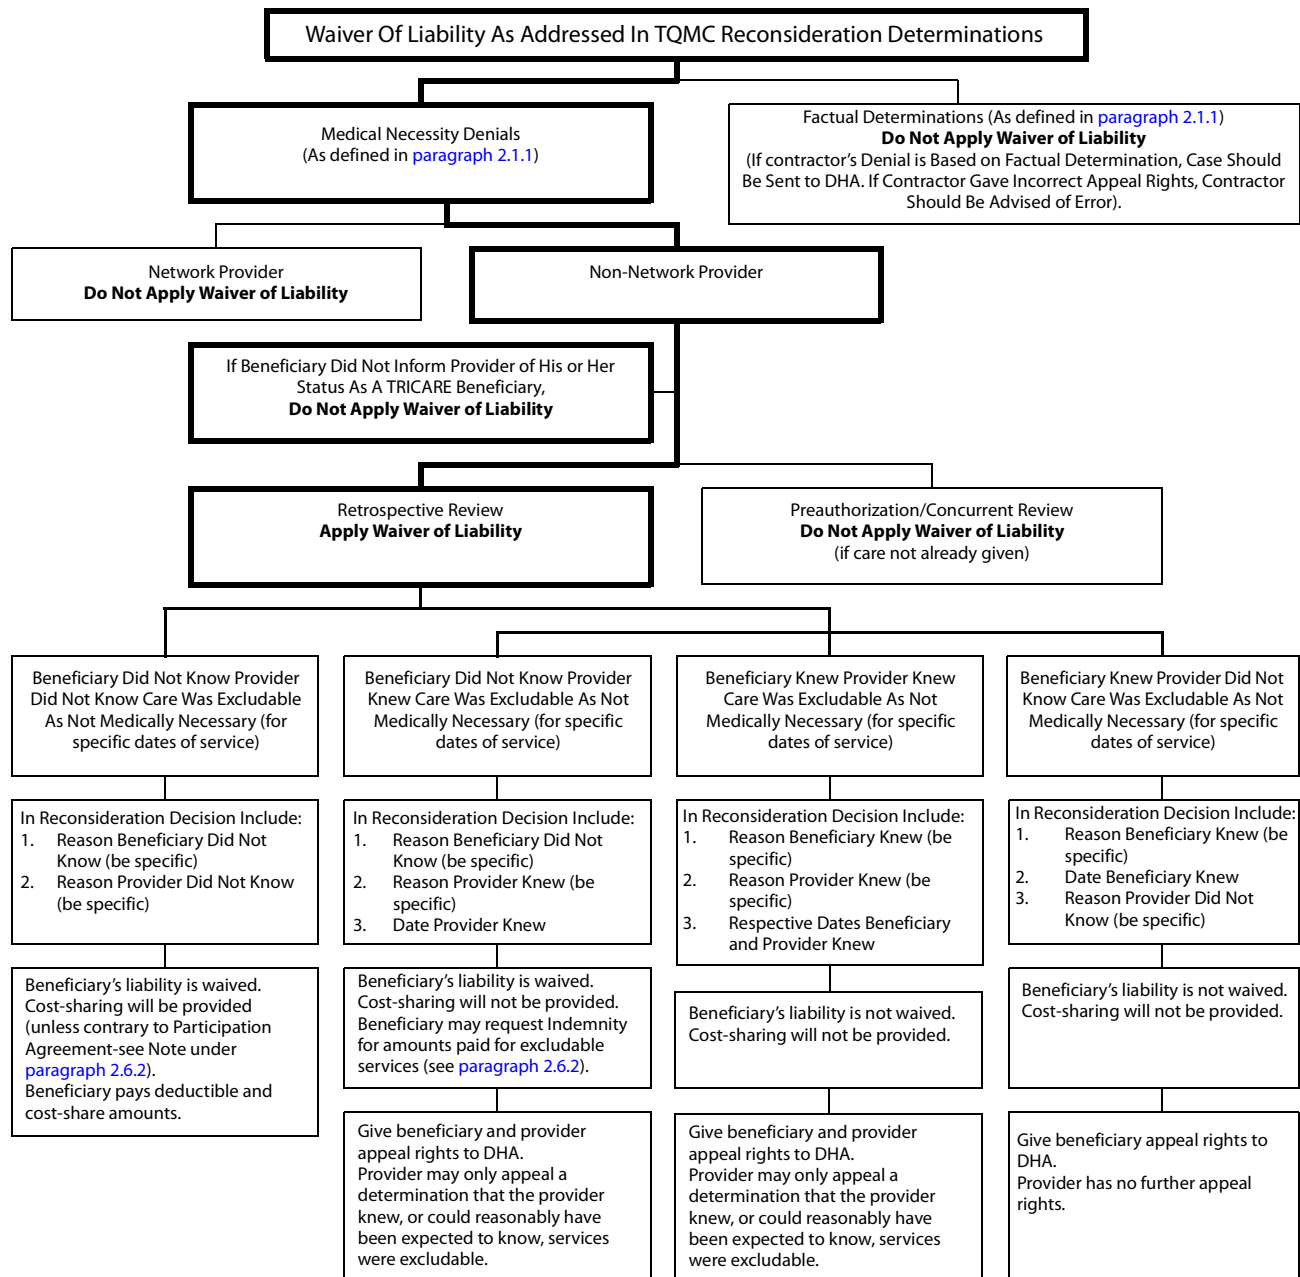 Waiver Of Liability As Addressed In TQMC Reconsideration Determinations
Medical Necessity Denials
(As defined in paragraph 2.1.1)
Factual Determinations (As defined in paragraph 2.1.1)
Do Not Apply Waiver of Liability
(If contractor's Denial is Based on Factual Determination, Case Should
Be Sent to DHA. If Contractor Gave Incorrect Appeal Rights, Contractor
Should Be Advised of Error).
Network Provider
Do Not Apply Waiver of Liability
Non-Network Provider
If Beneficiary Did Not Inform Provider of His or Her
Status As A TRICARE Beneficiary,
Do Not Apply Waiver of Liability
Retrospective Review
Apply Waiver of Liability
Preauthorization/Concurrent Review
Do Not Apply Waiver of Liability
(if care not already given)
Beneficiary Did Not Know Provider
Did Not Know Care Was Excludable
As Not Medically Necessary (for
specific dates of service)
Beneficiary Did Not Know Provider
Knew Care Was Excludable As Not
Medically Necessary (for specific
dates of service)
Beneficiary Knew Provider Knew
Care Was Excludable As Not
Medically Necessary (for specific
dates of service)
Beneficiary Knew Provider Did Not
Know Care Was Excludable As Not
Medically Necessary (for specific
dates of service)
In Reconsideration Decision Include:
1. Reason Beneficiary Did Not
Know (be specific)
2. Reason Provider Did Not Know
(be specific)
In Reconsideration Decision Include:
1. Reason Beneficiary Did Not
Know (be specific)
2. Reason Provider Knew (be
specific)
3. Date Provider Knew
In Reconsideration Decision Include:
1. Reason Beneficiary Knew (be
specific)
2. Reason Provider Knew (be
specific)
3. Respective Dates Beneficiary
and Provider Knew
In Reconsideration Decision Include:
1. Reason Beneficiary Knew (be
specific)
2. Date Beneficiary Knew
3. Reason Provider Did Not
Know (be specific)
Beneficiary's liability is waived.
Cost-sharing will be provided
(unless contrary to Participation
Agreement-see Note under
paragraph 2.6.2).
Beneficiary pays deductible and
cost-share amounts.
Beneficiary's liability is waived.
Cost-sharing will not be provided.
Beneficiary may request Indemnity
for amounts paid for excludable
services (see paragraph 2.6.2).
Beneficiary's liability is not waived.
Cost-sharing will not be provided.
Beneficiary's liability is not waived.
Cost-sharing will not be provided.
Give beneficiary and provider
appeal rights to DHA.
Provider may only appeal a
determination that the provider
knew, or could reasonably have
been expected to know, services
were excludable.
Give beneficiary and provider
appeal rights to DHA.
Provider may only appeal a
determination that the provider
knew, or could reasonably have
been expected to know, services
were excludable.
Give beneficiary appeal rights to
DHA.
Provider has no further appeal
rights.